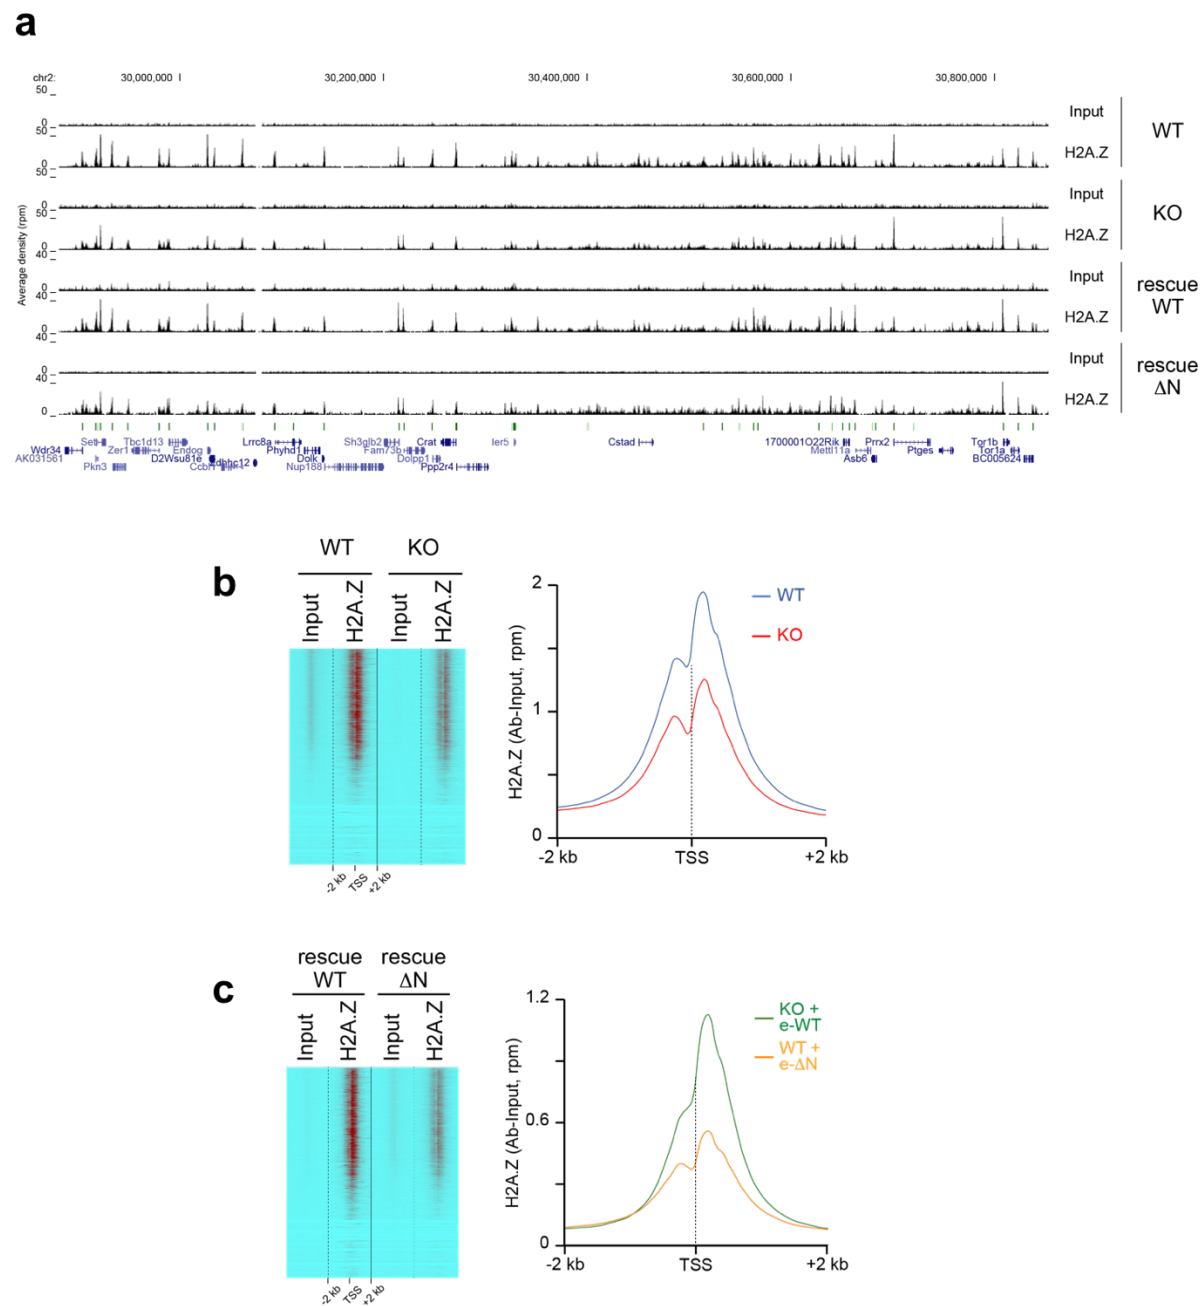 a
chr2: 30,000,000 30,200,000 30,400,000 30,600,000 30,800,000
50
0
Input
50
0
H2A.Z
WT
50
0
Input
50
0
H2A.Z
KO
40
0
Input
40
0
H2A.Z
rescue
WT
40
0
Input
40
0
H2A.Z
rescue
ΔN
Average density (rpm)
Set Tbc1d13 Lrrc8a Sh3glb2 Crat Ier5 Cstad 1700001O22Rik Prrx2 Tor1b
Wdr34 Zer1 Endog Phyhd1 Fam73b Mettl11a Ptges Tor1a
AK031561 D2Wsu81e Dolk Dolpp1 Asb6 BC005624
Pkn3 Ccbl1 Zdhhc12 Nup188 Ppp2r4
b
WT KO
Input H2A.Z Input H2A.Z
-2 kb TSS +2 kb
H2A.Z (Ab-Input, rpm)
2
1
0
-2 kb TSS +2 kb
WT
KO
c
rescue
WT
rescue
ΔN
Input H2A.Z Input H2A.Z
-2 kb TSS +2 kb
H2A.Z (Ab-Input, rpm)
1.2
0.6
0
-2 kb TSS +2 kb
KO +
e-WT
WT +
e-ΔN